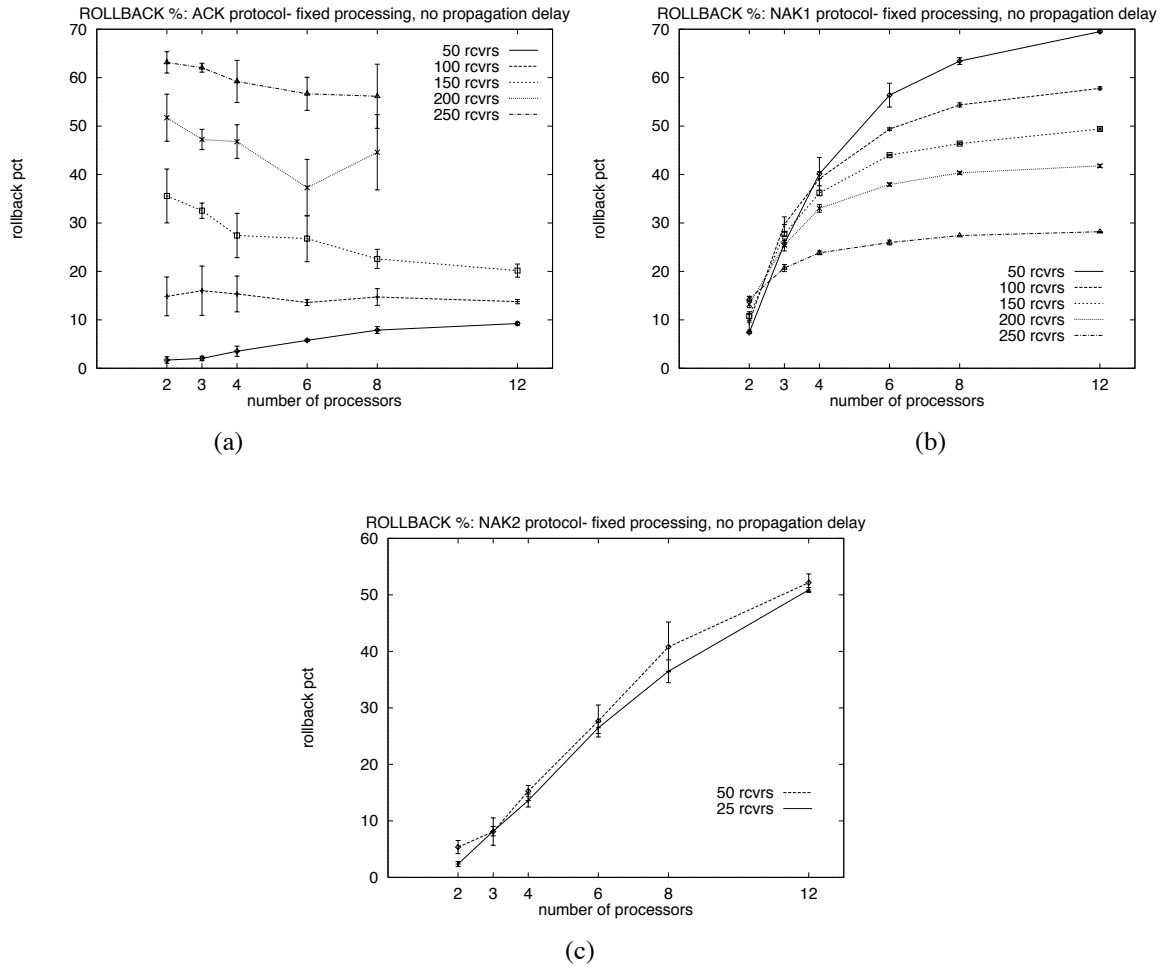 ROLLBACK %: ACK protocol- fixed processing, no propagation delay
70
60
50
40
30
20
10
0
rollback pct
50 rcvrs
100 rcvrs
150 rcvrs
200 rcvrs
250 rcvrs
2 3 4 6 8 12
number of processors
(a)
ROLLBACK %: NAK1 protocol- fixed processing, no propagation delay
70
60
50
40
30
20
10
0
rollback pct
50 rcvrs
100 rcvrs
150 rcvrs
200 rcvrs
250 rcvrs
2 3 4 6 8 12
number of processors
(b)
ROLLBACK %: NAK2 protocol- fixed processing, no propagation delay
60
50
40
30
20
10
0
rollback pct
50 rcvrs
25 rcvrs
2 3 4 6 8 12
number of processors
(c)